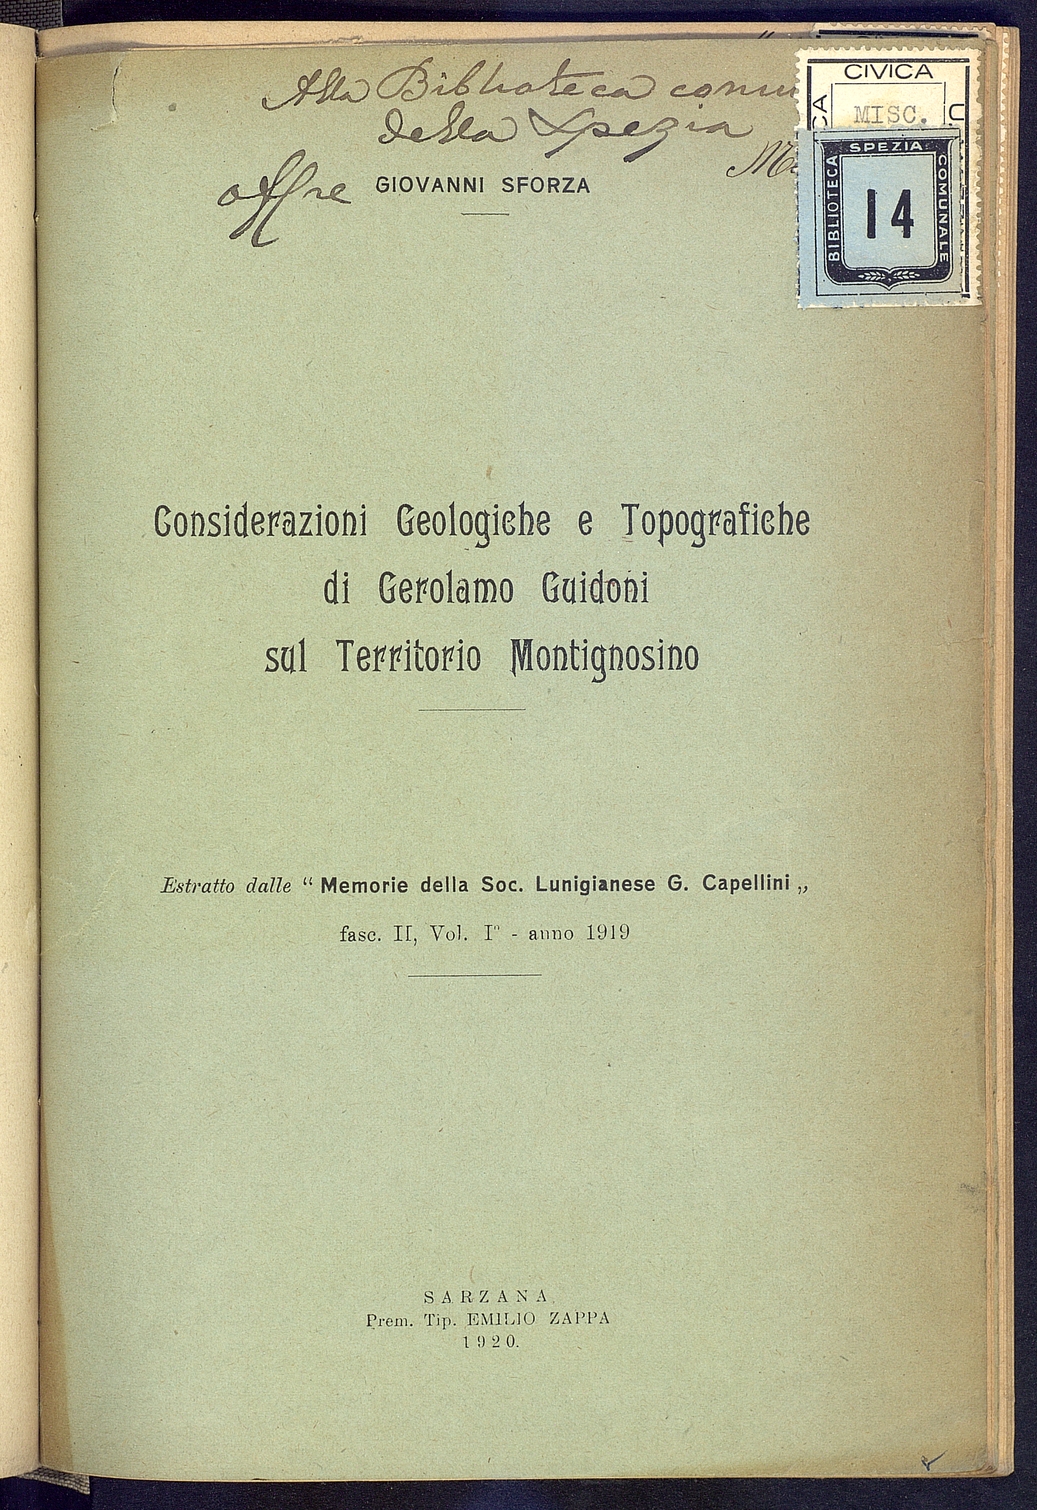 Alla Biblioteca comu
della Spezia
offre GIOVANNI SFORZA
CIVICA
MISC.
SPEZIA
BIBLIOTECA
COMUNALE
14
Considerazioni Geologiche e Topografiche
di Gerolamo Guidoni
sul Territorio Montignosino
Estratto dalle “ Memorie della Soc. Lunigianese G. Capellini „
fasc. II, Vol. Iº - anno 1919
SARZANA
Prem. Tip. EMILIO ZAPPA
1920.